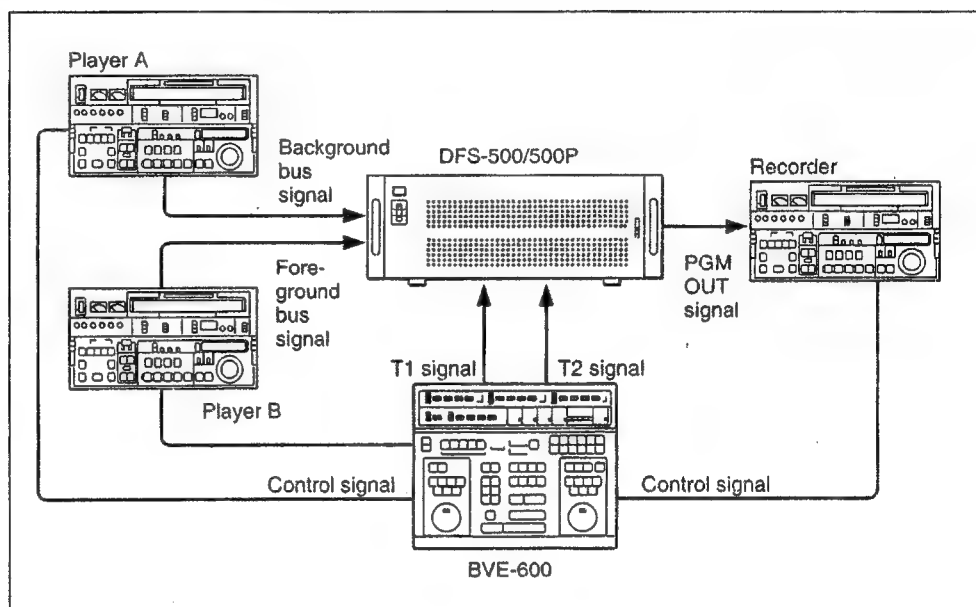 Player A
Background
bus
signal
DFS-500/500P
Recorder
Fore-
ground
bus
signal
PGM
OUT
signal
T1 signal
T2 signal
Player B
Control signal
Control signal
BVE-600